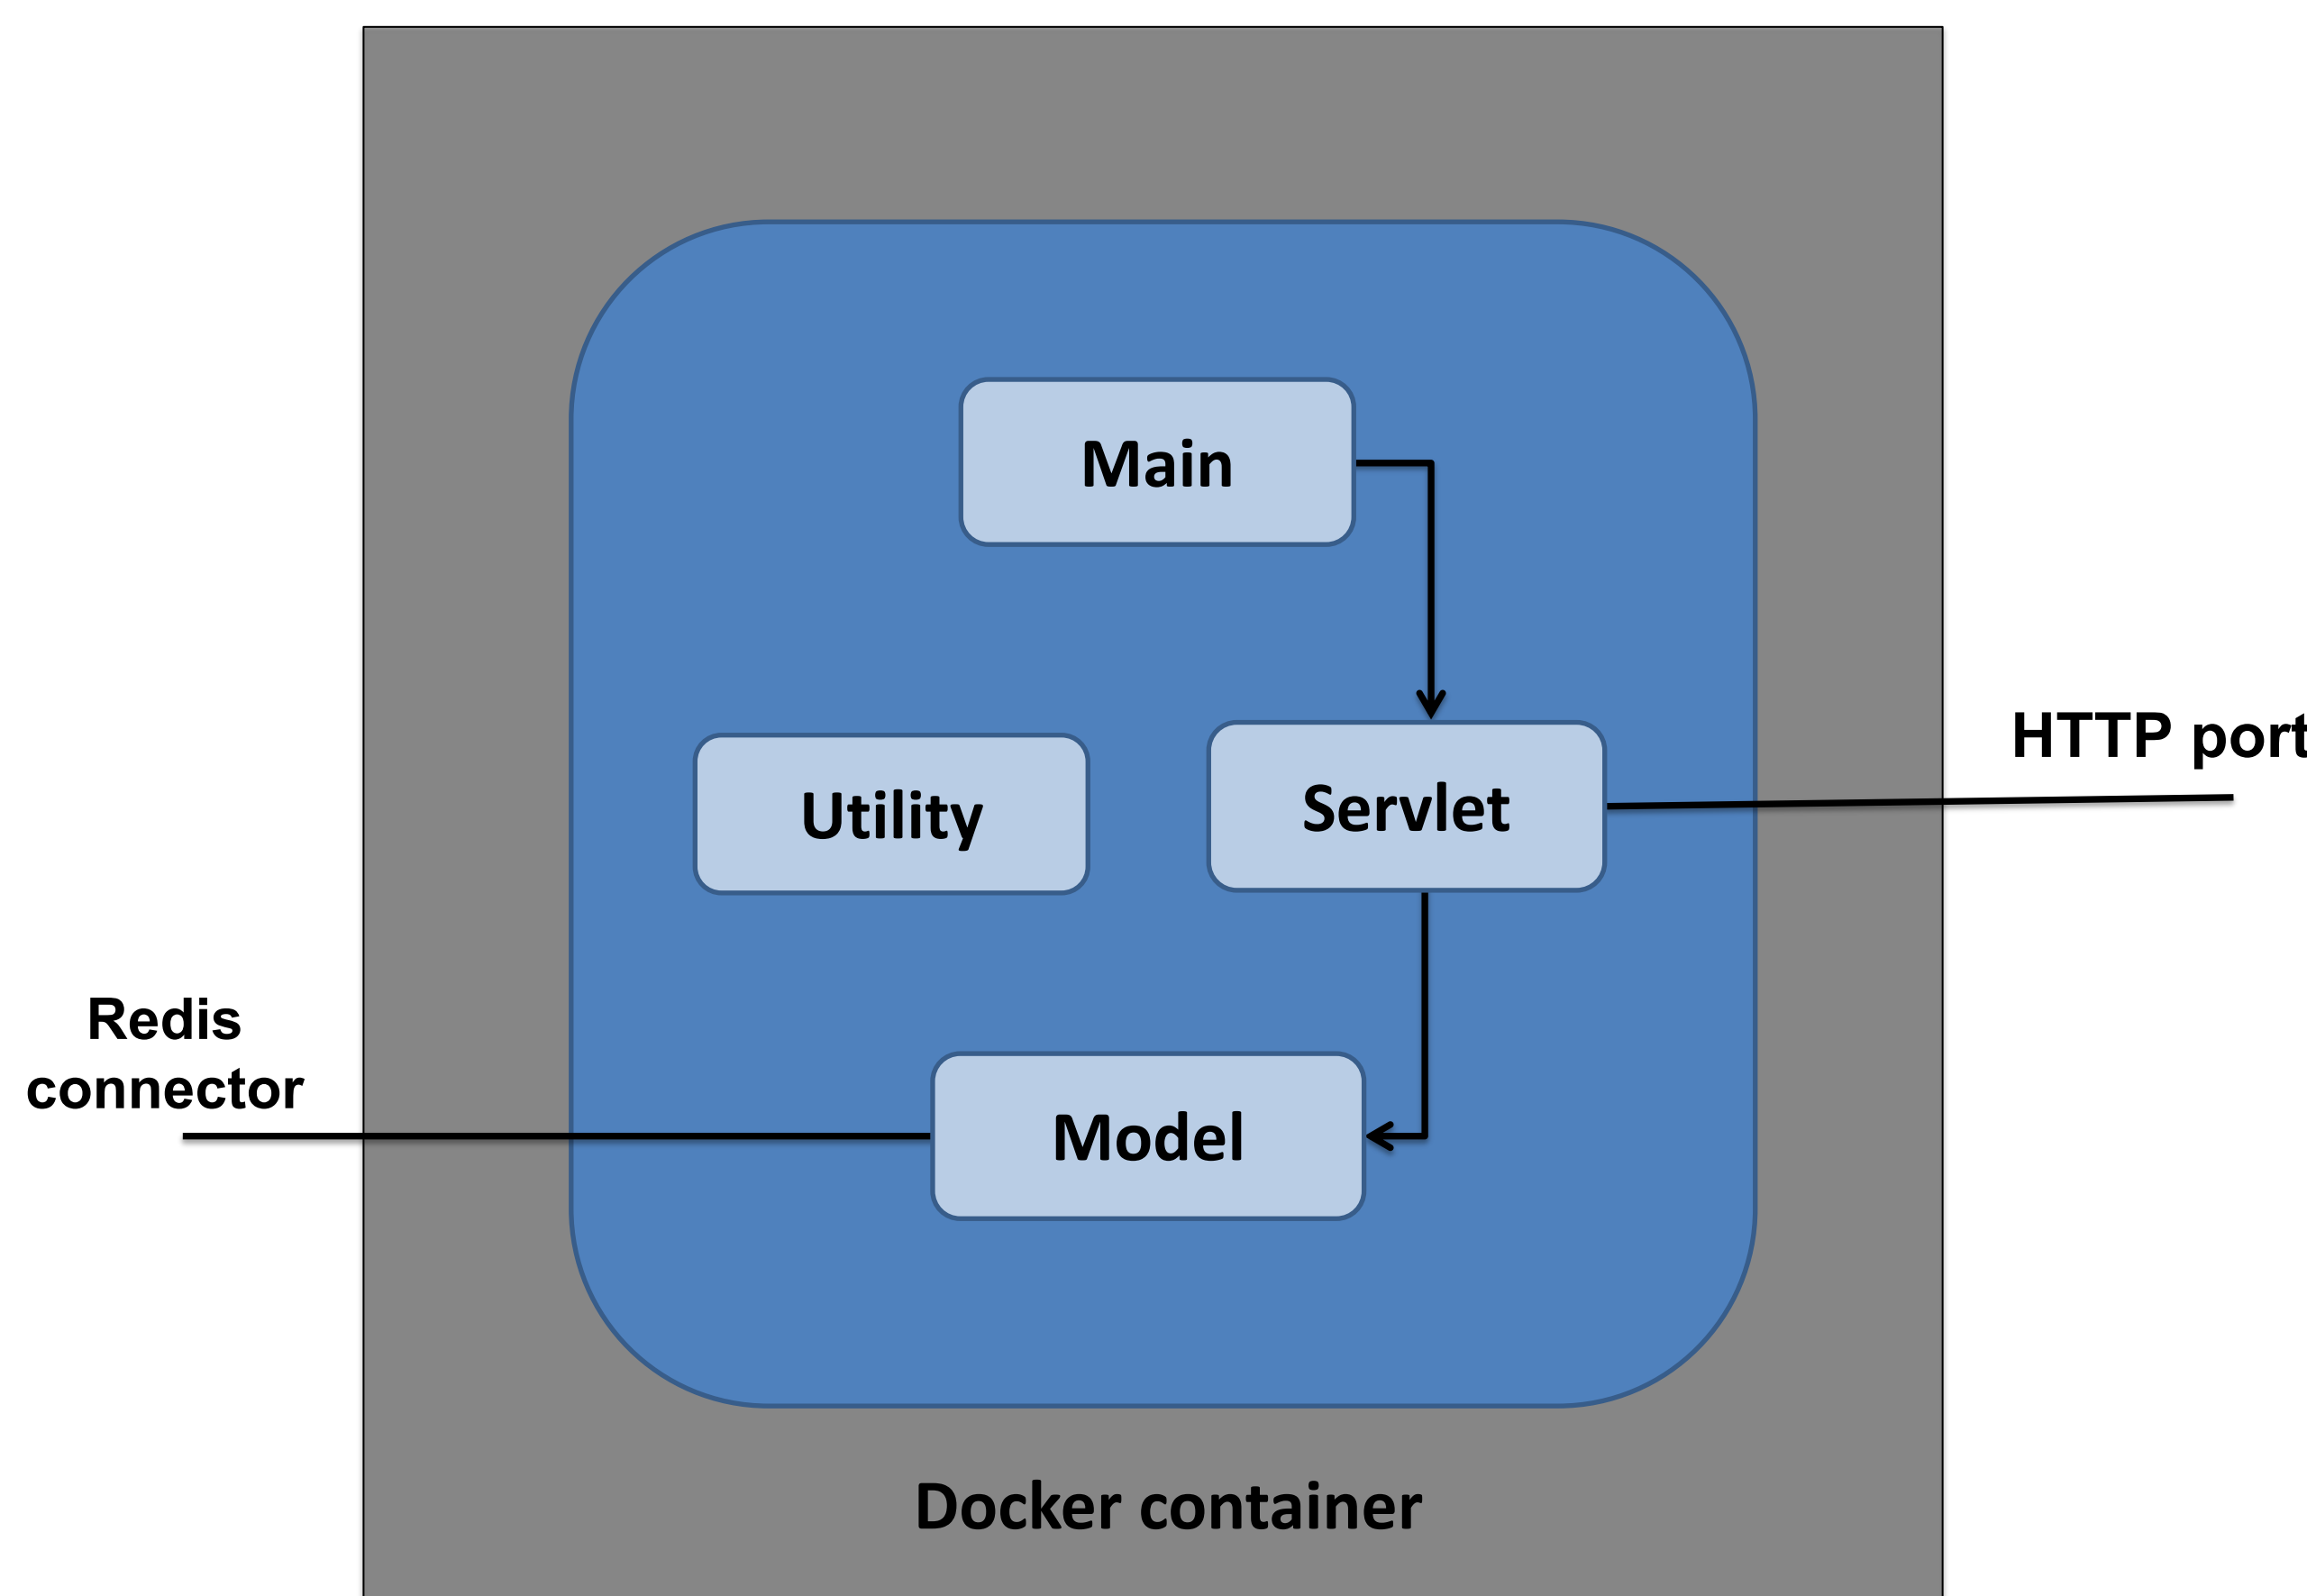 Main
HTTP port
Utility
Servlet
Redis
connector
Model
Docker container